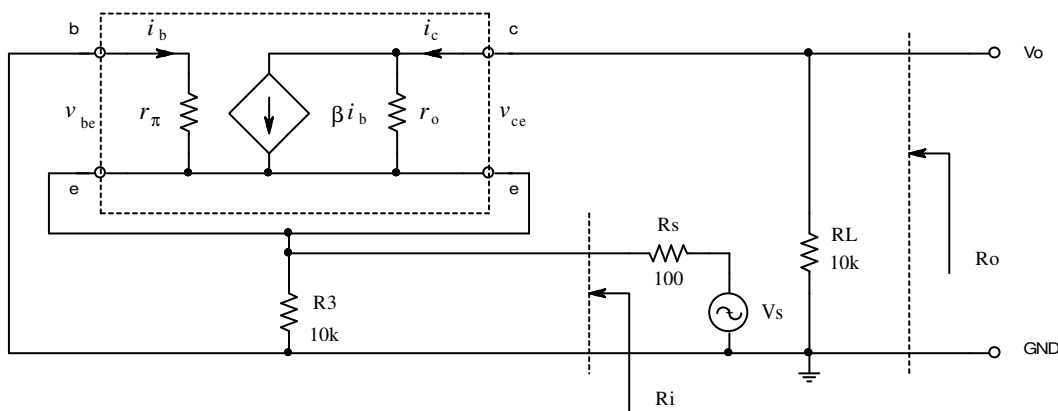 b
i b
i c
c
Vo
v be
r π
β i b
r o
v ce
e
e
Rs
100
RL
10k
Ro
R3
10k
Vs
GND
Ri